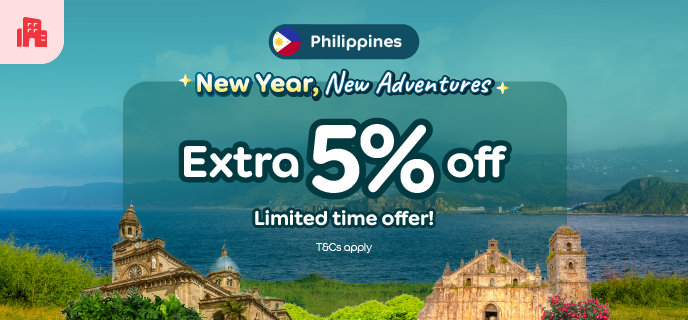 Philippines
New Year, New Adventures
Extra 5% off
Limited time offer!
T&Cs apply